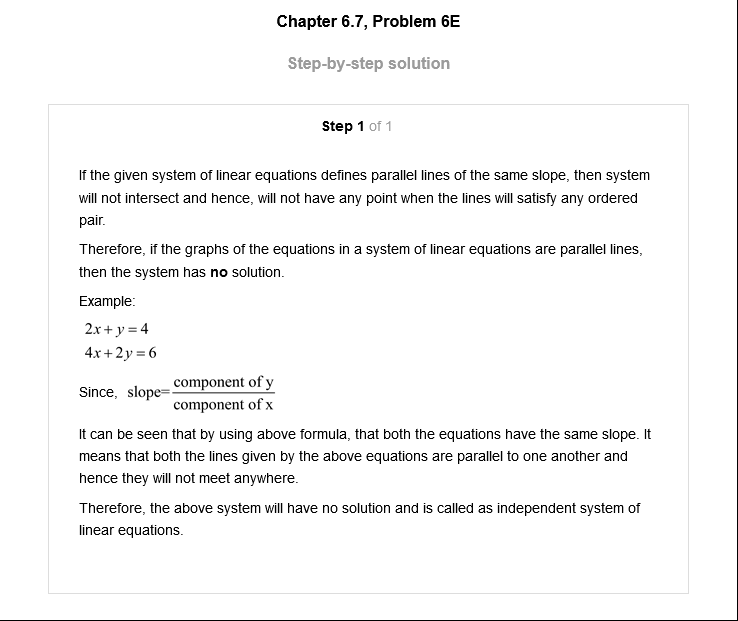 Chapter 6.7, Problem 6E
Step-by-step solution
Step 1 of 1
If the given system of linear equations defines parallel lines of the same slope, then system
will not intersect and hence, will not have any point when the lines will satisfy any ordered
pair.
Therefore, if the graphs of the equations in a system of linear equations are parallel lines,
then the system has no solution.
Example:
2x + y = 4
4x + 2y = 6
Since, slope= component of y / component of x
It can be seen that by using above formula, that both the equations have the same slope. It
means that both the lines given by the above equations are parallel to one another and
hence they will not meet anywhere.
Therefore, the above system will have no solution and is called as independent system of
linear equations.